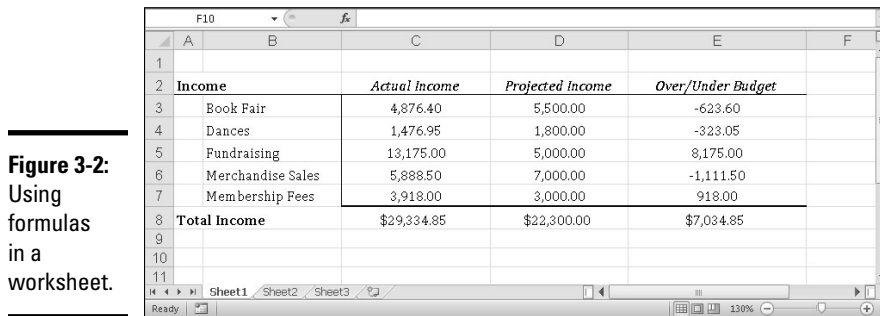 F10 fx
A B C D E F
1
2 Income Actual Income Projected Income Over/Under Budget
3 Book Fair 4,876.40 5,500.00 -623.60
4 Dances 1,476.95 1,800.00 -323.05
5 Fundraising 13,175.00 5,000.00 8,175.00
6 Merchandise Sales 5,888.50 7,000.00 -1,111.50
7 Membership Fees 3,918.00 3,000.00 918.00
8 Total Income $29,334.85 $22,300.00 $7,034.85
9
10
11
Sheet1 Sheet2 Sheet3
Ready 130%
Figure 3-2:
Using
formulas
in a
worksheet.